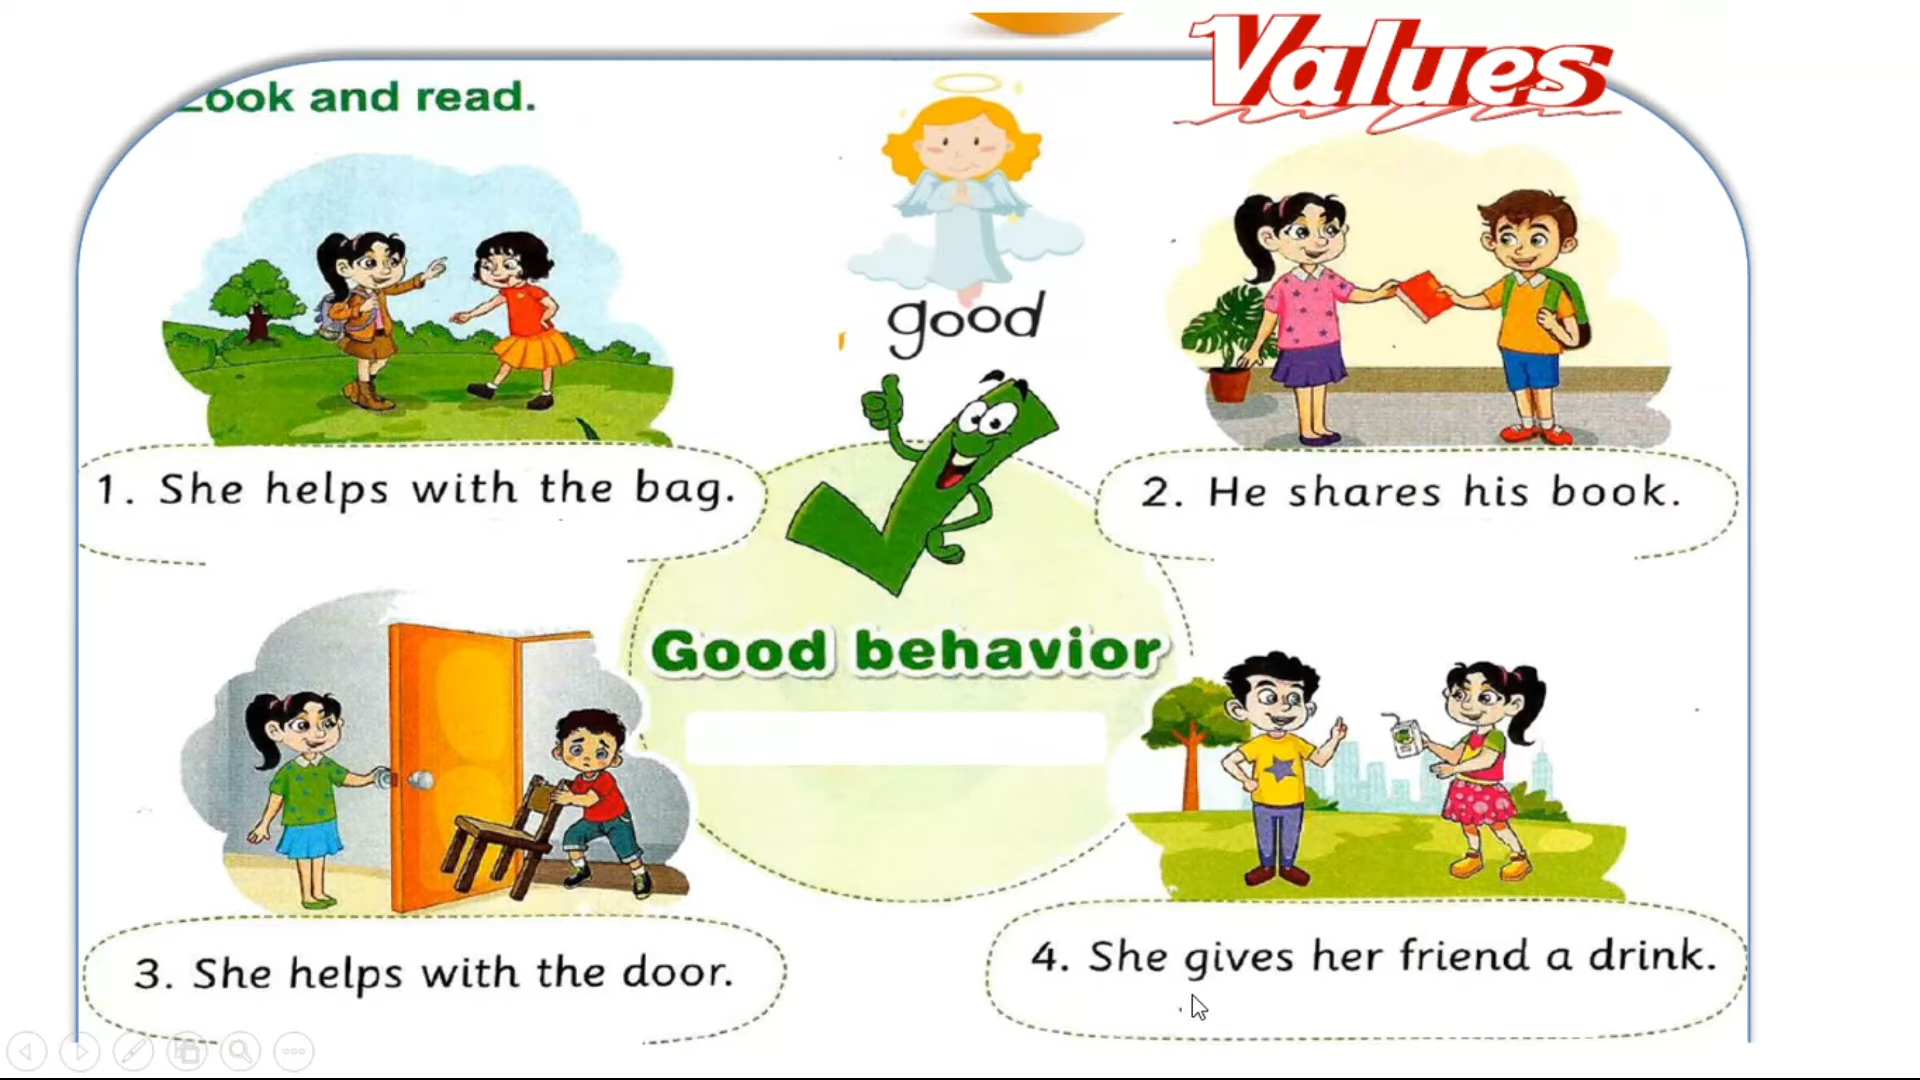 Values
Look and read.
good
1. She helps with the bag.
2. He shares his book.
Good behavior
3. She helps with the door.
4. She gives her friend a drink.